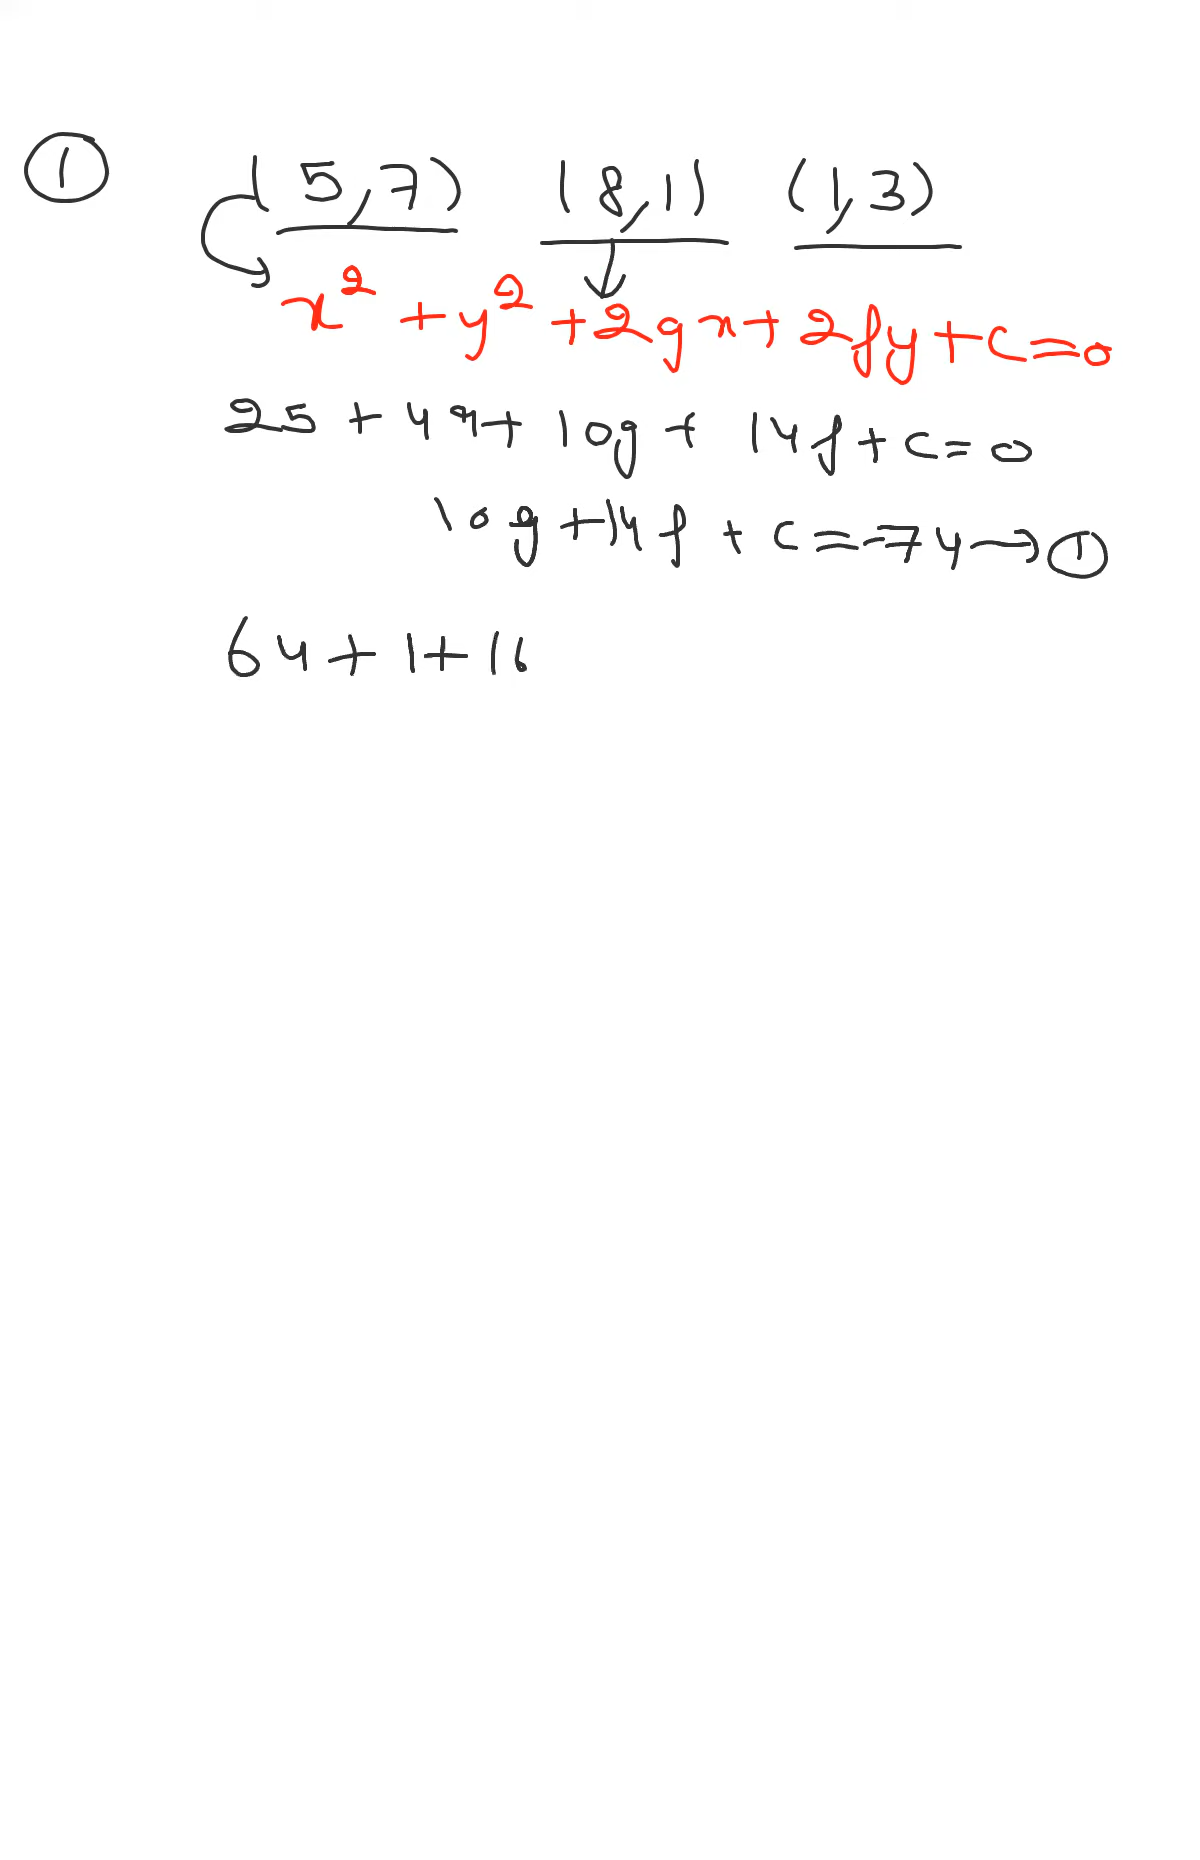 ① (5,7) (8,1) (1,3)
x² + y² + 2gx + 2fy + c = 0
25 + 49 + 10g + 14f + c = 0
10g + 14f + c = -74 → ①
64 + 1 + 16